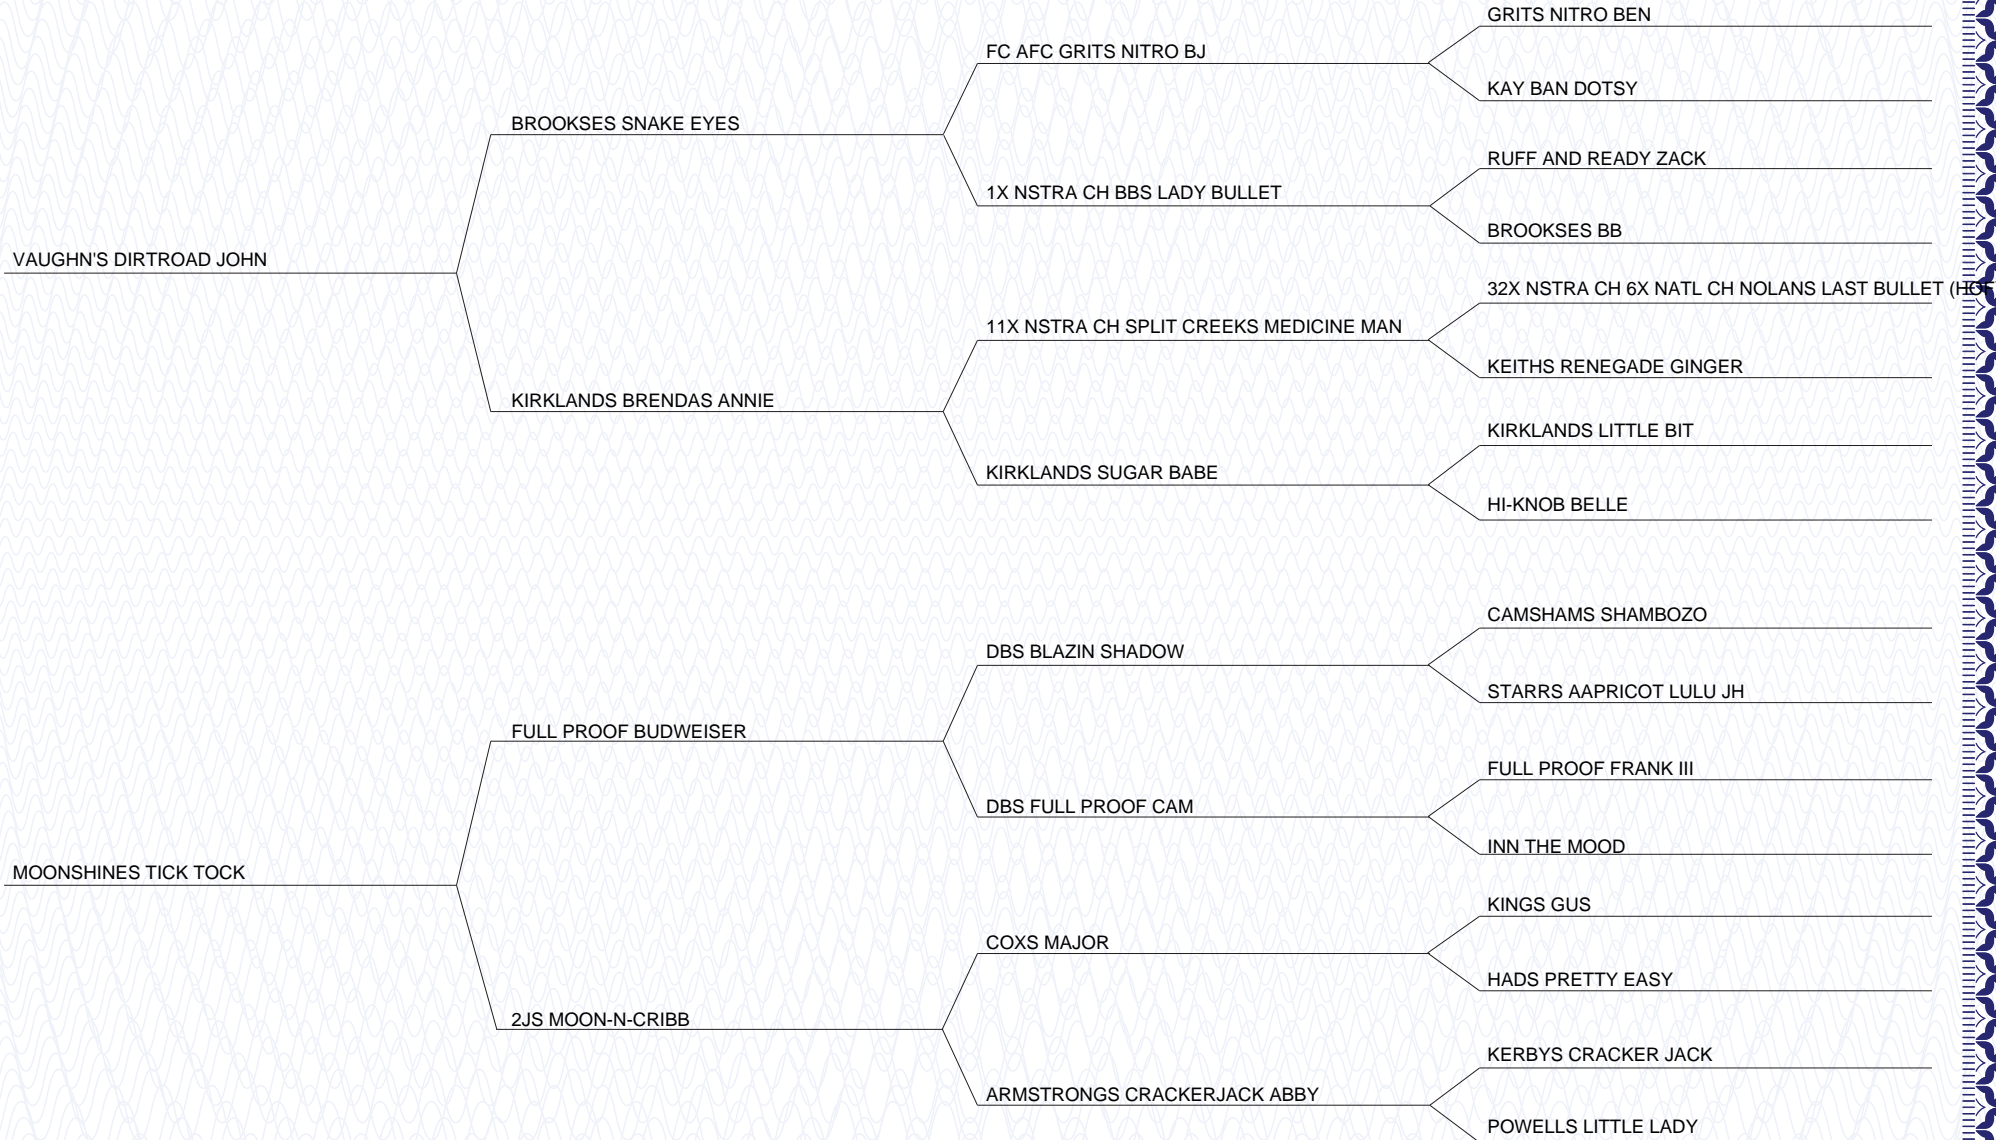 GRITS NITRO BEN
FC AFC GRITS NITRO BJ
KAY BAN DOTSY
BROOKSES SNAKE EYES
RUFF AND READY ZACK
1X NSTRA CH BBS LADY BULLET
BROOKSES BB
VAUGHN'S DIRTROAD JOHN
32X NSTRA CH 6X NATL CH NOLANS LAST BULLET (HOF
11X NSTRA CH SPLIT CREEKS MEDICINE MAN
KEITHS RENEGADE GINGER
KIRKLANDS BRENDAS ANNIE
KIRKLANDS LITTLE BIT
KIRKLANDS SUGAR BABE
HI-KNOB BELLE
CAMSHAMS SHAMBOZO
DBS BLAZIN SHADOW
STARRS AAPRICOT LULU JH
FULL PROOF BUDWEISER
FULL PROOF FRANK III
DBS FULL PROOF CAM
INN THE MOOD
MOONSHINES TICK TOCK
KINGS GUS
COXS MAJOR
HADS PRETTY EASY
2JS MOON-N-CRIBB
KERBYS CRACKER JACK
ARMSTRONGS CRACKERJACK ABBY
POWELLS LITTLE LADY